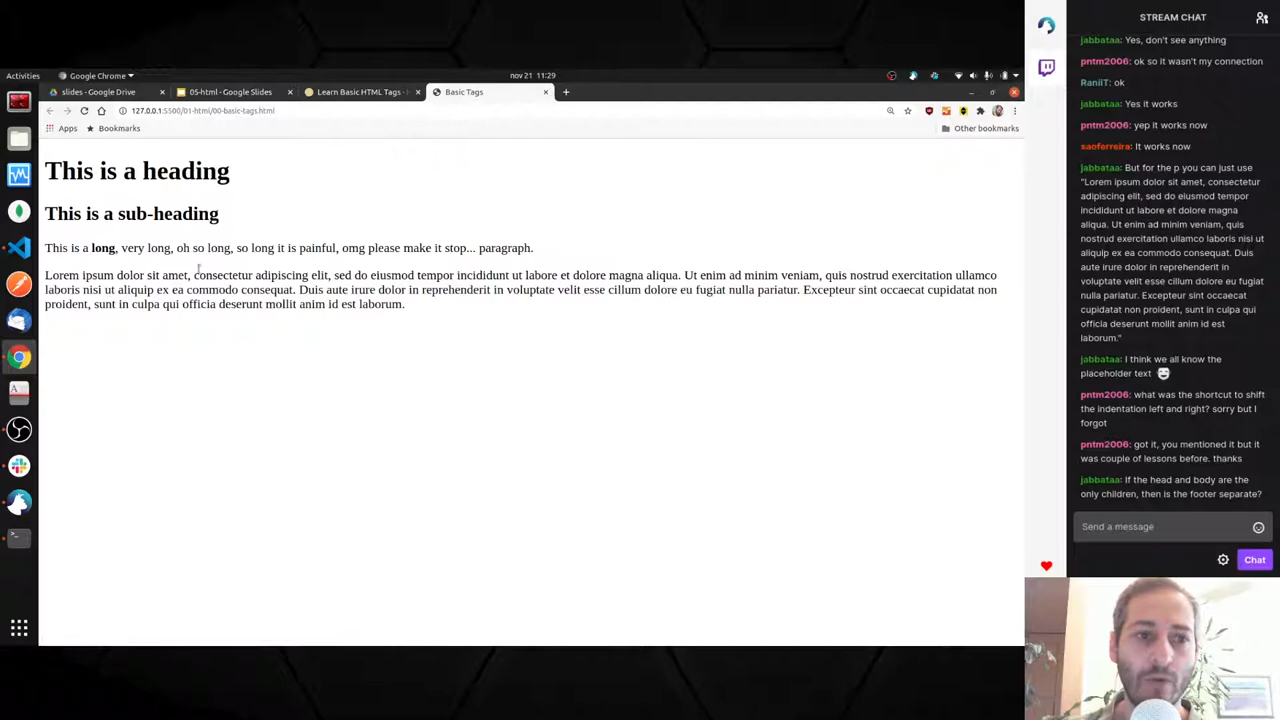 STREAM CHAT
jabbataa: Yes, don't see anything
pntm2006: ok so it wasn't my connection
RaniiT: ok
jabbataa: Yes it works
pntm2006: yep it works now
saoferreira: It works now
jabbataa: But for the p you can just use
"Lorem ipsum dolor sit amet, consectetur
adipiscing elit, sed do eiusmod tempor
incididunt ut labore et dolore magna
aliqua. Ut enim ad minim veniam, quis
nostrud exercitation ullamco laboris nisi ut
aliquip ex ea commodo consequat. Duis
aute irure dolor in reprehenderit in
voluptate velit esse cillum dolore eu fugiat
nulla pariatur. Excepteur sint occaecat
cupidatat non proident, sunt in culpa qui
officia deserunt mollit anim id est
laborum."
jabbataa: I think we all know the
placeholder text
pntm2006: what was the shortcut to shift
the indentation left and right? sorry but I
forgot
pntm2006: got it, you mentioned it but it
was couple of lessons before. thanks
jabbataa: If the head and body are the
only children, then is the footer separate?
Send a message
Chat
Activities
Google Chrome
nov 21 11:29
slides - Google Drive
05-html - Google Slides
Learn Basic HTML Tags -
Basic Tags
127.0.0.1:5500/01-html/00-basic-tags.html
Apps
Bookmarks
Other bookmarks
This is a heading
This is a sub-heading
This is a long, very long, oh so long, so long it is painful, omg please make it stop... paragraph.
Lorem ipsum dolor sit amet, consectetur adipiscing elit, sed do eiusmod tempor incididunt ut labore et dolore magna aliqua. Ut enim ad minim veniam, quis nostrud exercitation ullamco
laboris nisi ut aliquip ex ea commodo consequat. Duis aute irure dolor in reprehenderit in voluptate velit esse cillum dolore eu fugiat nulla pariatur. Excepteur sint occaecat cupidatat non
proident, sunt in culpa qui officia deserunt mollit anim id est laborum.